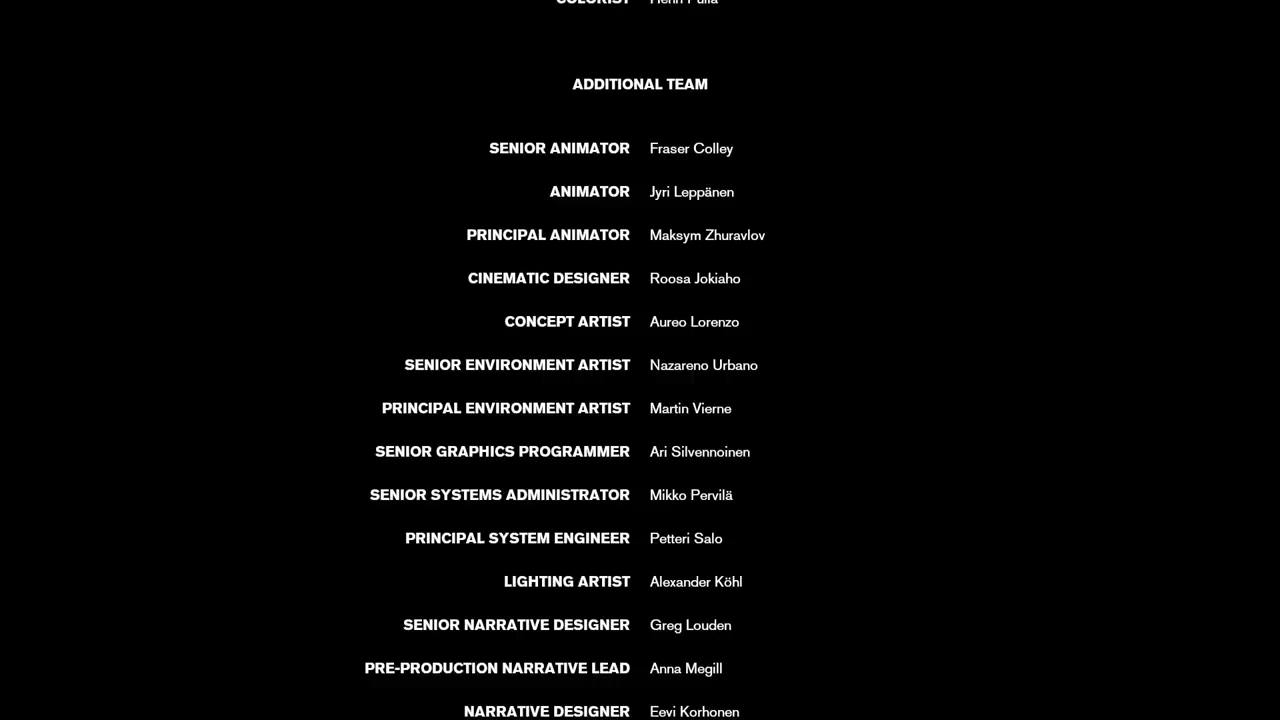 COLORIST Henri Pulla
ADDITIONAL TEAM
SENIOR ANIMATOR Fraser Colley
ANIMATOR Jyri Leppänen
PRINCIPAL ANIMATOR Maksym Zhuravlov
CINEMATIC DESIGNER Roosa Jokiaho
CONCEPT ARTIST Aureo Lorenzo
SENIOR ENVIRONMENT ARTIST Nazareno Urbano
PRINCIPAL ENVIRONMENT ARTIST Martin Vierne
SENIOR GRAPHICS PROGRAMMER Ari Silvennoinen
SENIOR SYSTEMS ADMINISTRATOR Mikko Pervilä
PRINCIPAL SYSTEM ENGINEER Petteri Salo
LIGHTING ARTIST Alexander Köhl
SENIOR NARRATIVE DESIGNER Greg Louden
PRE-PRODUCTION NARRATIVE LEAD Anna Megill
NARRATIVE DESIGNER Eevi Korhonen